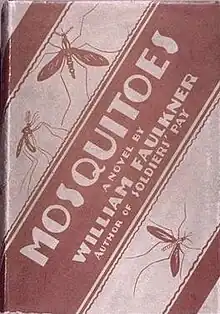 MOSQUITOES
A NOVEL BY
WILLIAM FAULKNER
AUTHOR OF SOLDIERS' PAY